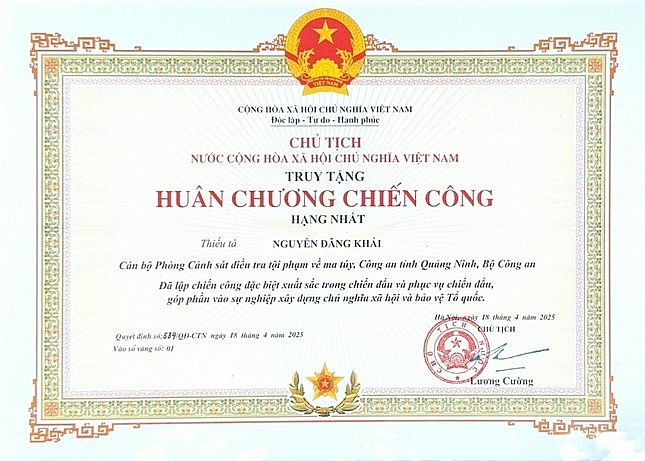 VIỆT NAM
CỘNG HÒA XÃ HỘI CHỦ NGHĨA VIỆT NAM
Độc lập - Tự do - Hạnh phúc
CHỦ TỊCH
NƯỚC CỘNG HÒA XÃ HỘI CHỦ NGHĨA VIỆT NAM
TRUY TẶNG
HUÂN CHƯƠNG CHIẾN CÔNG
HẠNG NHẤT
Thiếu tá NGUYỄN ĐĂNG KHẢI
Cán bộ Phòng Cảnh sát điều tra tội phạm về ma túy, Công an tỉnh Quảng Ninh, Bộ Công an
Đã lập chiến công đặc biệt xuất sắc trong chiến đấu và phục vụ chiến đấu,
góp phần vào sự nghiệp xây dựng chủ nghĩa xã hội và bảo vệ Tổ quốc.
Hà Nội, ngày 18 tháng 4 năm 2025
CHỦ TỊCH
Quyết định số: /QĐ-CTN ngày 18 tháng 4 năm 2025
Vào sổ vàng số: 01
CHỦ TỊCH NƯỚC
Lương Cường